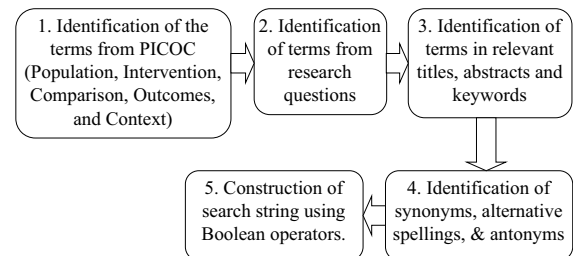 1. Identification of the
terms from PICOC
(Population, Intervention,
Comparison, Outcomes,
and Context)
2. Identification
of terms from
research
questions
3. Identification of
terms in relevant
titles, abstracts and
keywords
4. Identification of
synonyms, alternative
spellings, & antonyms
5. Construction of
search string using
Boolean operators.